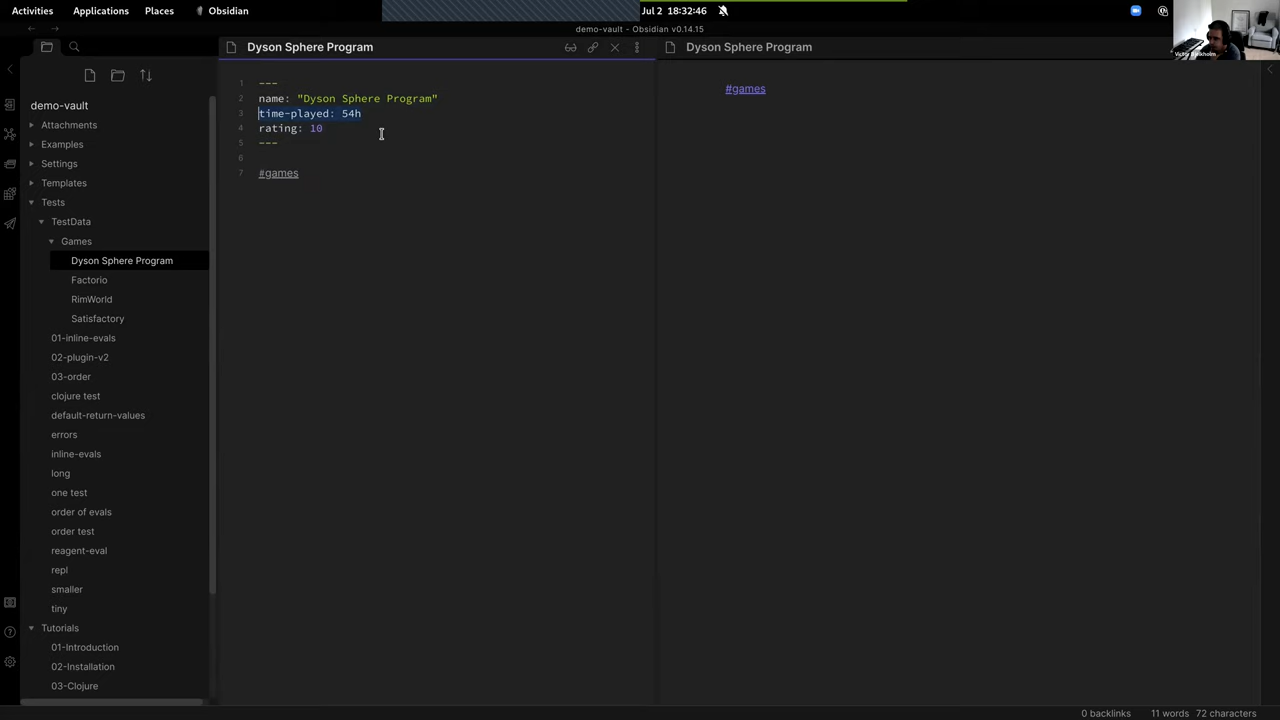 Activities Applications Places Obsidian Jul 2 18:32:46
demo-vault - Obsidian v0.14.15
Dyson Sphere Program
Dyson Sphere Program
demo-vault
Attachments
Examples
Settings
Templates
Tests
TestData
Games
Dyson Sphere Program
Factorio
RimWorld
Satisfactory
01-inline-evals
02-plugin-v2
03-order
clojure test
default-return-values
errors
inline-evals
long
one test
order of evals
order test
reagent-eval
repl
smaller
tiny
Tutorials
01-Introduction
02-Installation
03-Clojure
1 ---
2 name: "Dyson Sphere Program"
3 time-played: 54h
4 rating: 10
5 ---
6
7 #games
#games
0 backlinks 11 words 72 characters